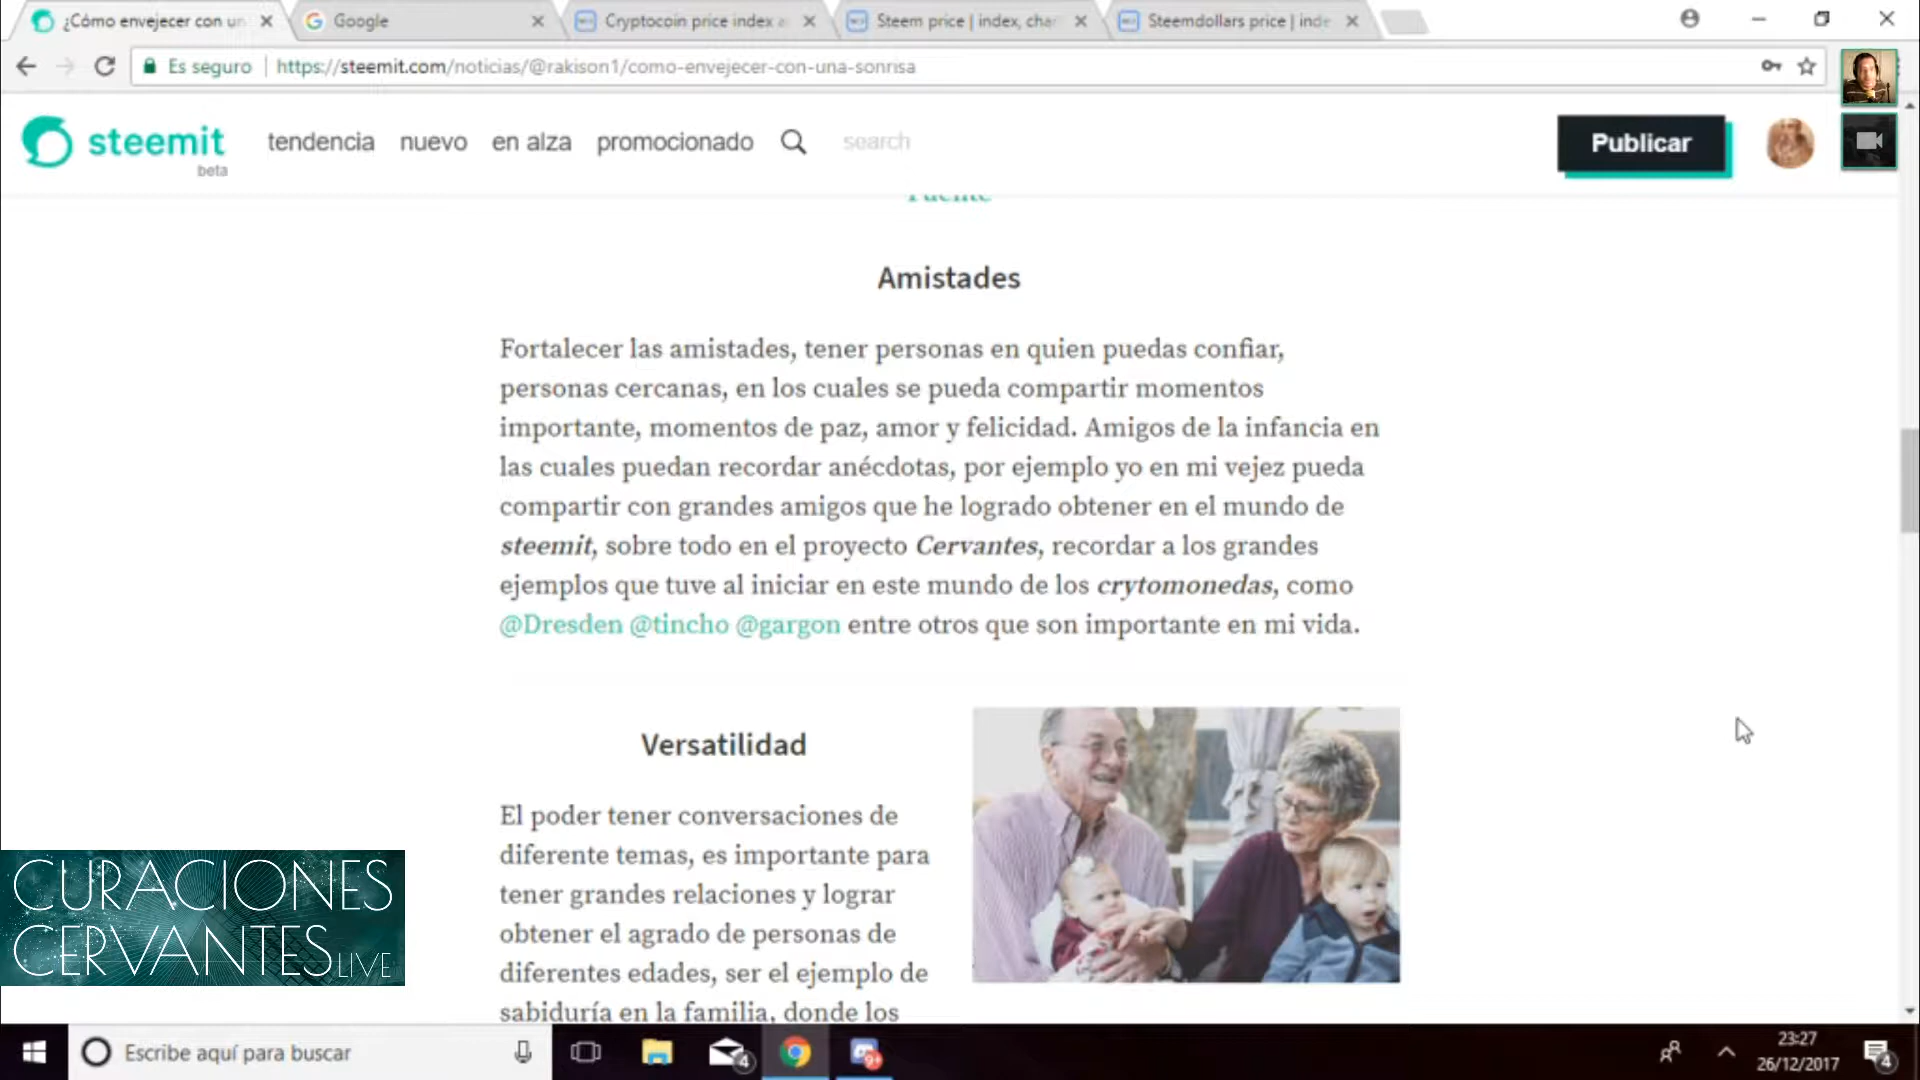 ¿Cómo envejecer con un
Google
Cryptocoin price index a
Steem price | index, cha
Steemdollars price | inde
Es seguro
https://steemit.com/noticias/@rakison1/como-envejecer-con-una-sonrisa
steemit
beta
tendencia
nuevo
en alza
promocionado
search
Publicar
Fuente
Amistades
Fortalecer las amistades, tener personas en quien puedas confiar,
personas cercanas, en los cuales se pueda compartir momentos
importante, momentos de paz, amor y felicidad. Amigos de la infancia en
las cuales puedan recordar anécdotas, por ejemplo yo en mi vejez pueda
compartir con grandes amigos que he logrado obtener en el mundo de
steemit, sobre todo en el proyecto Cervantes, recordar a los grandes
ejemplos que tuve al iniciar en este mundo de los crytomonedas, como
@Dresden @tincho @gargon entre otros que son importante en mi vida.
Versatilidad
El poder tener conversaciones de
diferente temas, es importante para
tener grandes relaciones y lograr
obtener el agrado de personas de
diferentes edades, ser el ejemplo de
sabiduría en la familia, donde los
CURACIONES
CERVANTES LIVE
Escribe aquí para buscar
4
9+
23:27
26/12/2017
4